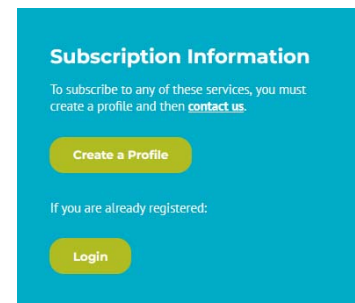 Subscription Information
To subscribe to any of these services, you must
create a profile and then contact us.
Create a Profile
If you are already registered:
Login